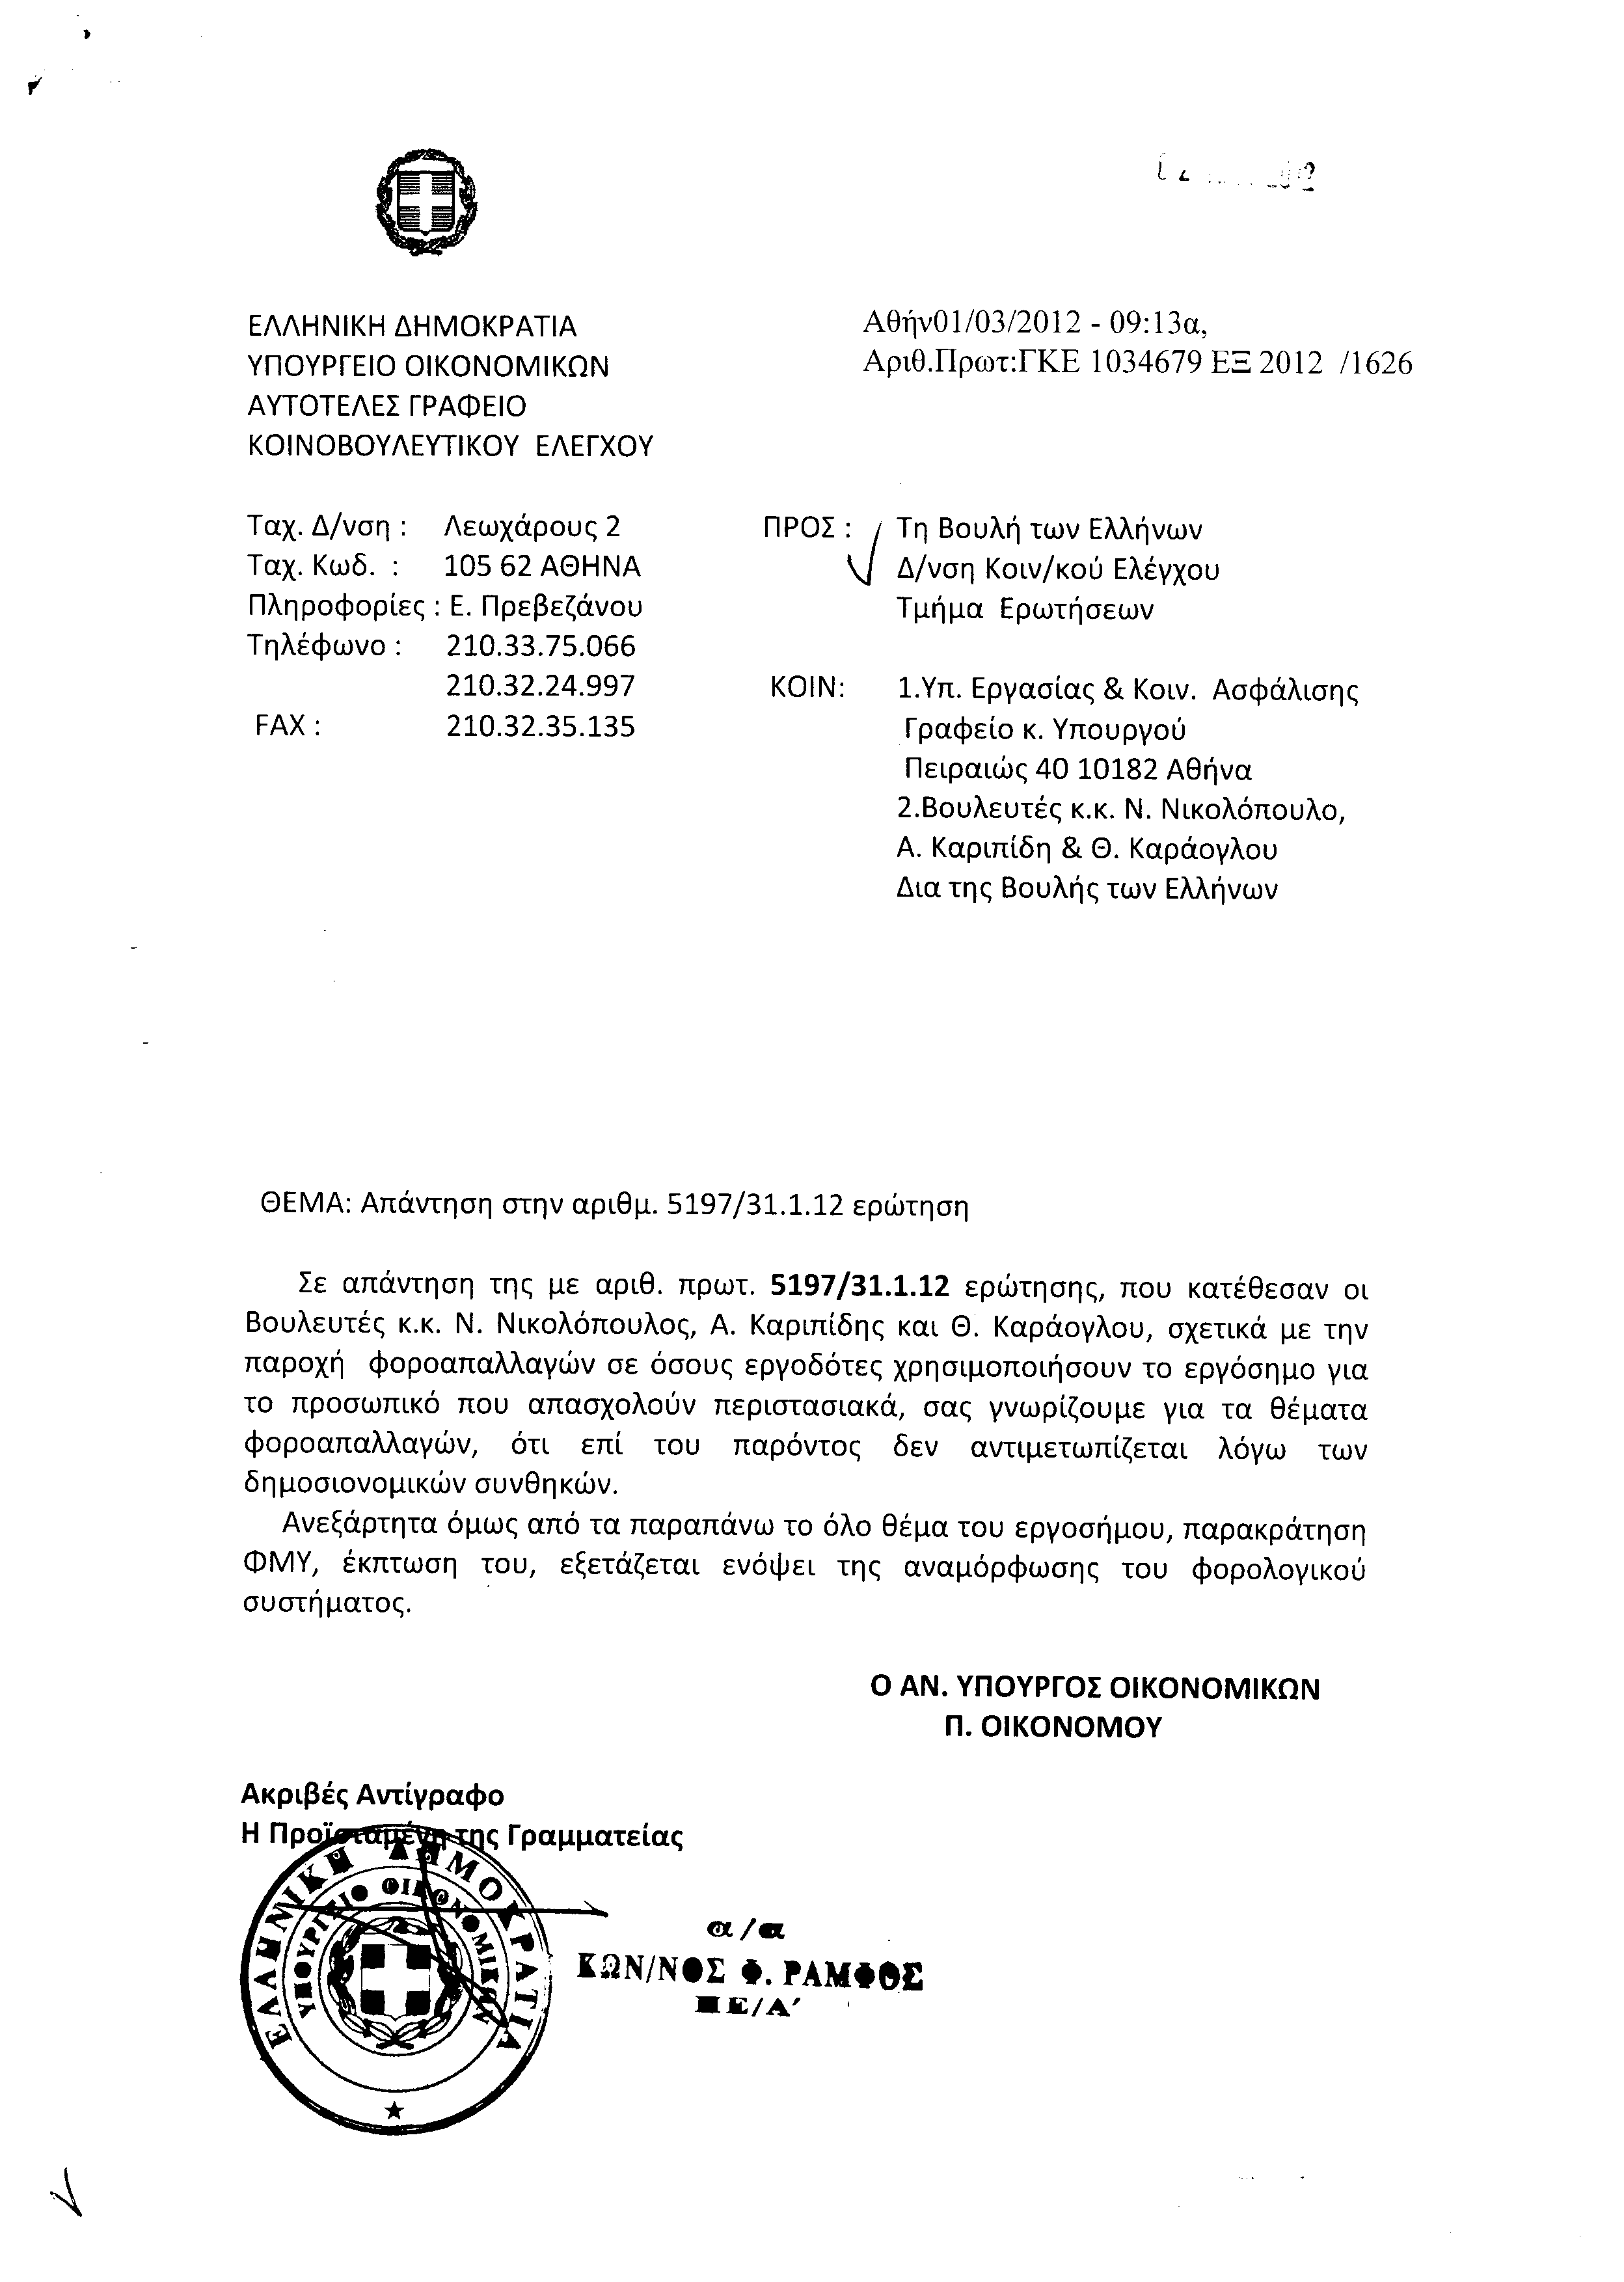 ΕΛΛΗΝΙΚΗ ΔΗΜΟΚΡΑΤΙΑ
ΥΠΟΥΡΓΕΙΟ ΟΙΚΟΝΟΜΙΚΩΝ
ΑΥΤΟΤΕΛΕΣ ΓΡΑΦΕΙΟ
ΚΟΙΝΟΒΟΥΛΕΥΤΙΚΟΥ ΕΛΕΓΧΟΥ
Αθήν01/03/2012 - 09:13α,
Αριθ.Πρωτ:ΓΚΕ 1034679 ΕΞ 2012 /1626
Ταχ. Δ/νση : Λεωχάρους 2
Ταχ. Κωδ. : 105 62 ΑΘΗΝΑ
Πληροφορίες : Ε. Πρεβεζάνου
Τηλέφωνο : 210.33.75.066
210.32.24.997
FAX : 210.32.35.135
ΠΡΟΣ : Τη Βουλή των Ελλήνων
Δ/νση Κοιν/κού Ελέγχου
Τμήμα Ερωτήσεων
ΚΟΙΝ: 1.Υπ. Εργασίας & Κοιν. Ασφάλισης
Γραφείο κ. Υπουργού
Πειραιώς 40 10182 Αθήνα
2.Βουλευτές κ.κ. Ν. Νικολόπουλο,
Α. Καριπίδη & Θ. Καράογλου
Δια της Βουλής των Ελλήνων
ΘΕΜΑ: Απάντηση στην αριθμ. 5197/31.1.12 ερώτηση
Σε απάντηση της με αριθ. πρωτ. 5197/31.1.12 ερώτησης, που κατέθεσαν οι
Βουλευτές κ.κ. Ν. Νικολόπουλος, Α. Καριπίδης και Θ. Καράογλου, σχετικά με την
παροχή φοροαπαλλαγών σε όσους εργοδότες χρησιμοποιήσουν το εργόσημο για
το προσωπικό που απασχολούν περιστασιακά, σας γνωρίζουμε για τα θέματα
φοροαπαλλαγών, ότι επί του παρόντος δεν αντιμετωπίζεται λόγω των
δημοσιονομικών συνθηκών.
Ανεξάρτητα όμως από τα παραπάνω το όλο θέμα του εργοσήμου, παρακράτηση
ΦΜΥ, έκπτωση του, εξετάζεται ενόψει της αναμόρφωσης του φορολογικού
συστήματος.
Ο ΑΝ. ΥΠΟΥΡΓΟΣ ΟΙΚΟΝΟΜΙΚΩΝ
Π. ΟΙΚΟΝΟΜΟΥ
Ακριβές Αντίγραφο
Η Προϊσταμένη της Γραμματείας
ΕΛΛΗΝΙΚΗ ΔΗΜΟΚΡΑΤΙΑ
ΥΠΟΥΡΓΕΙΟ ΟΙΚΟΝΟΜΙΚΩΝ
α/α
ΚΩΝ/ΝΟΣ Φ. ΡΑΜΦΟΣ
ΠΕ/Α'